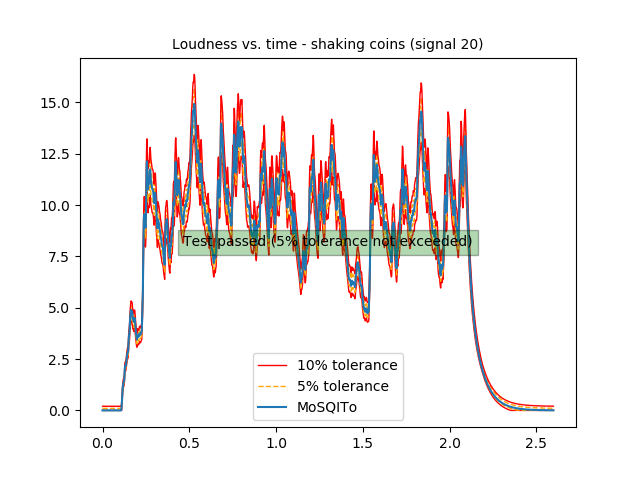 Loudness vs. time - shaking coins (signal 20)
15.0
12.5
10.0
7.5
5.0
2.5
0.0
Test passed (5% tolerance not exceeded)
10% tolerance
5% tolerance
MoSQITo
0.0 0.5 1.0 1.5 2.0 2.5